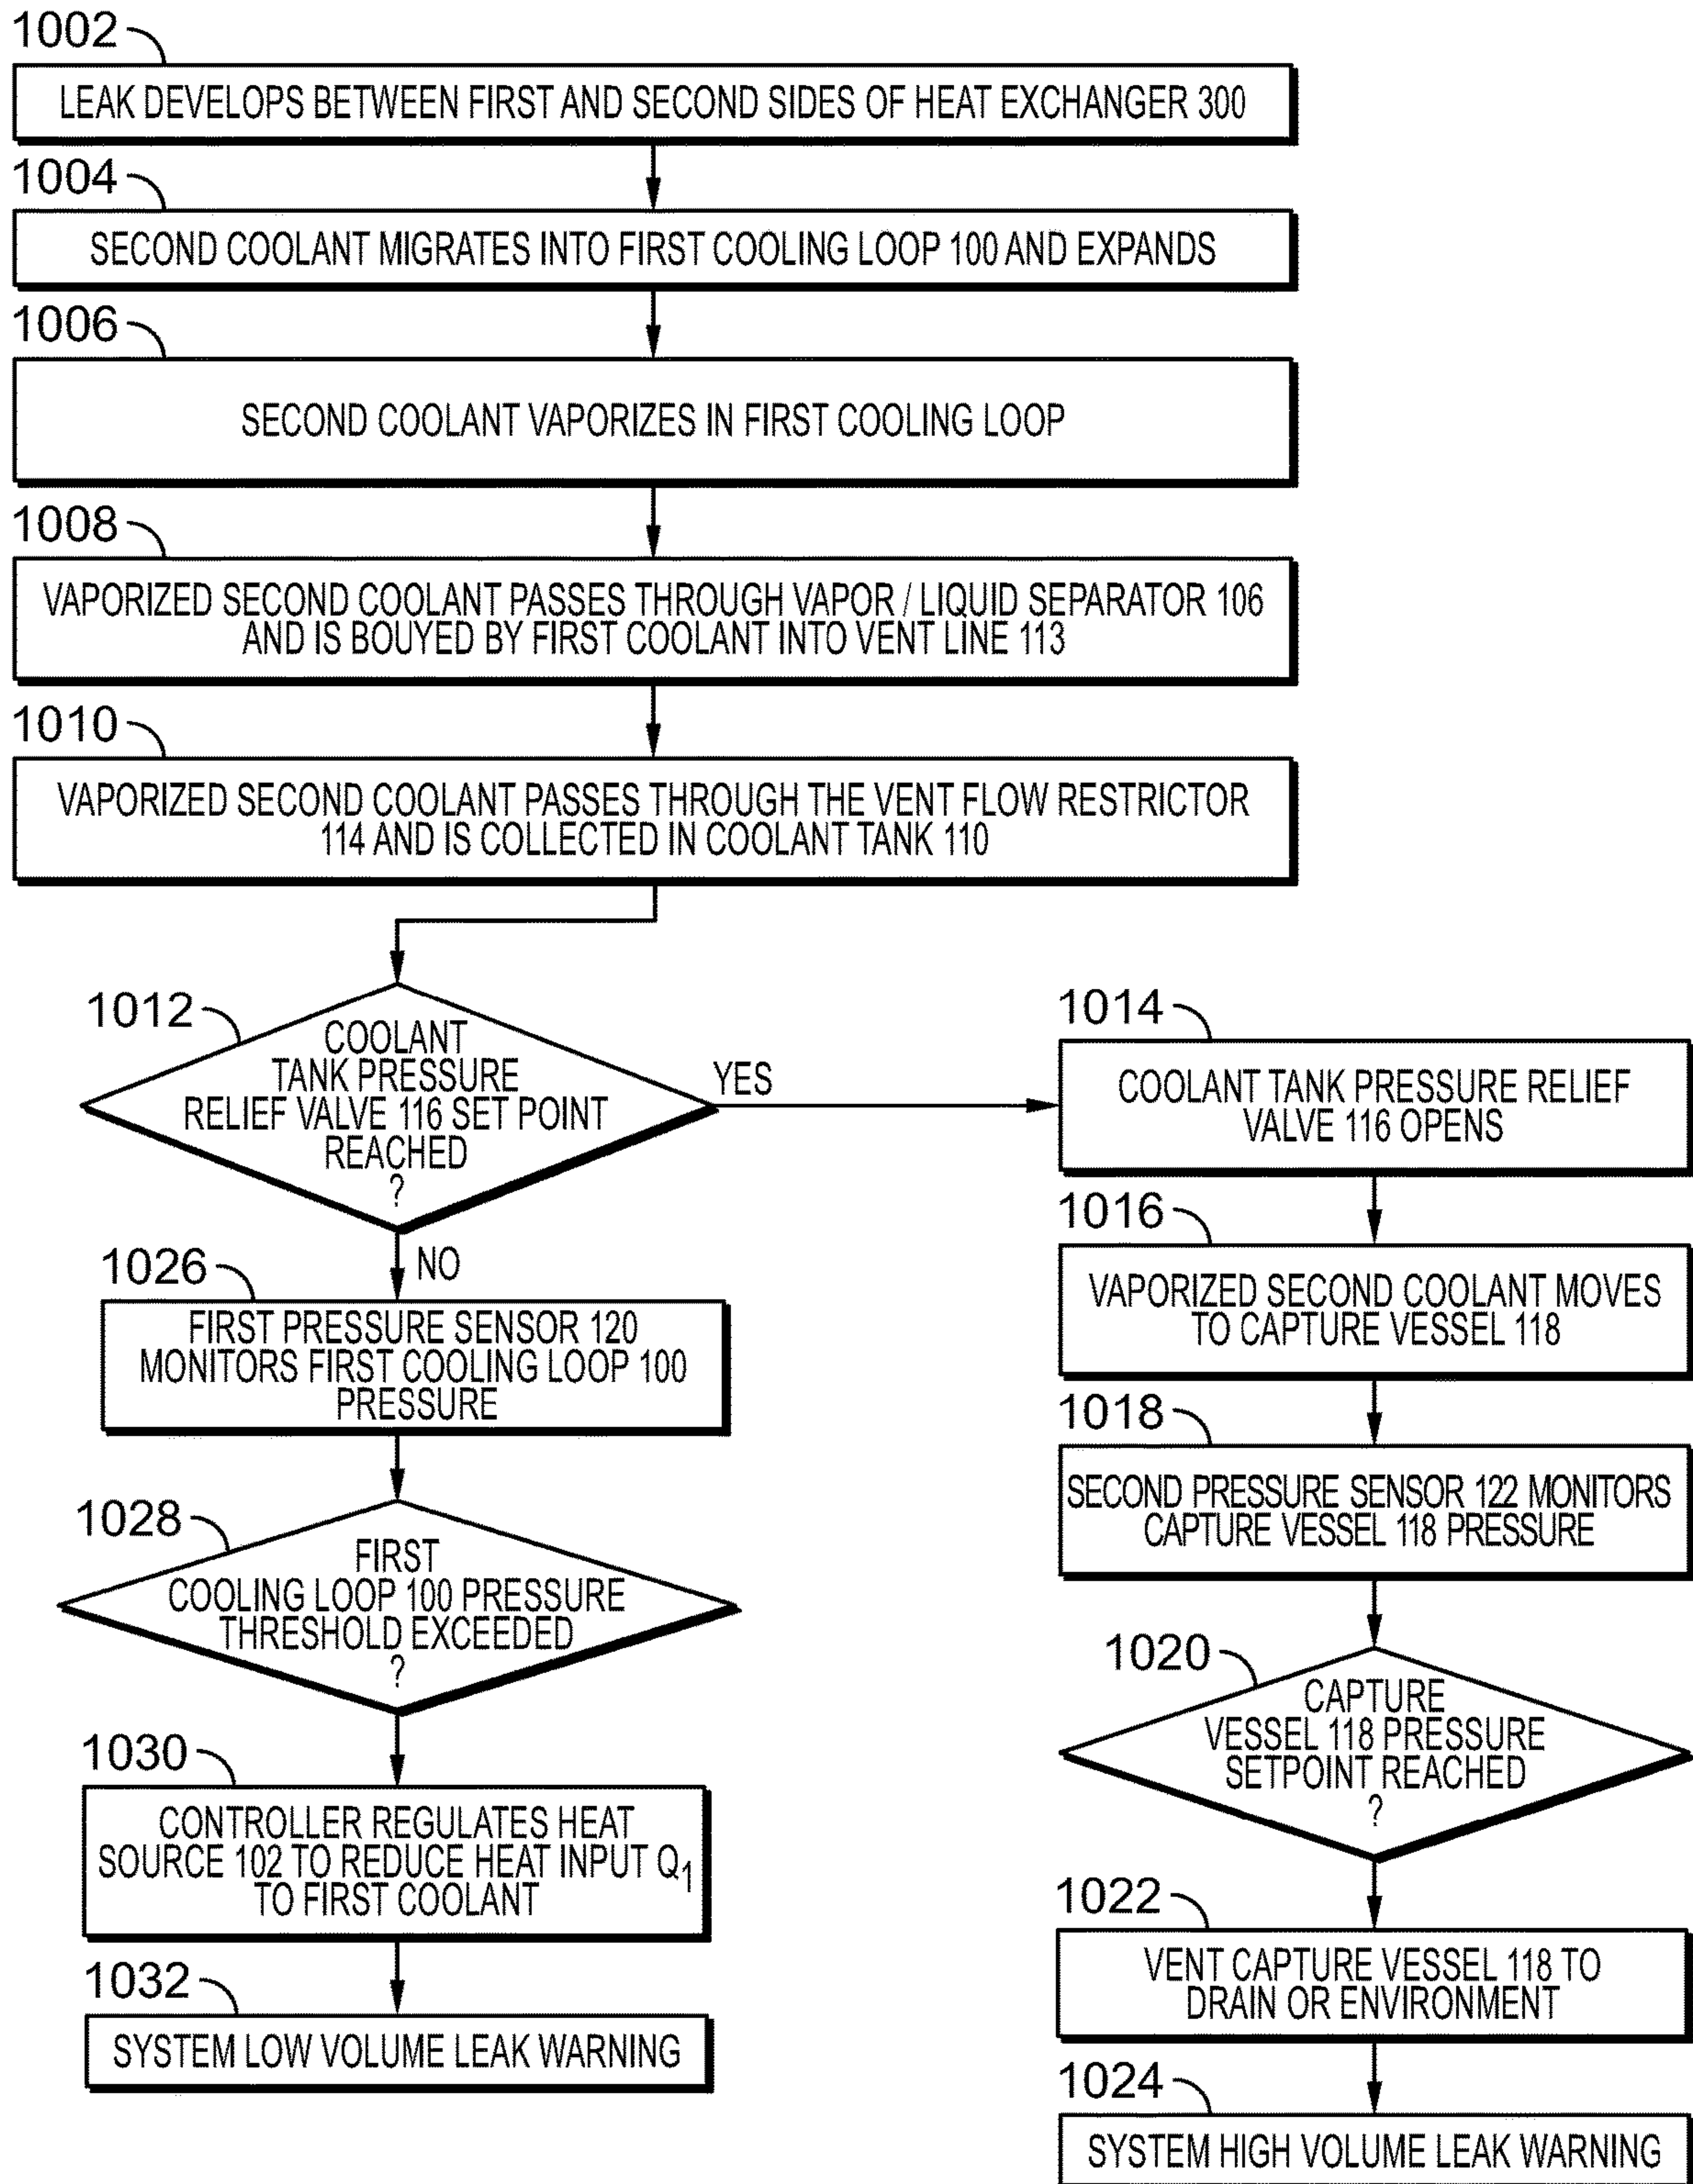 1002
LEAK DEVELOPS BETWEEN FIRST AND SECOND SIDES OF HEAT EXCHANGER 300
1004
SECOND COOLANT MIGRATES INTO FIRST COOLING LOOP 100 AND EXPANDS
1006
SECOND COOLANT VAPORIZES IN FIRST COOLING LOOP
1008
VAPORIZED SECOND COOLANT PASSES THROUGH VAPOR / LIQUID SEPARATOR 106
AND IS BOUYED BY FIRST COOLANT INTO VENT LINE 113
1010
VAPORIZED SECOND COOLANT PASSES THROUGH THE VENT FLOW RESTRICTOR
114 AND IS COLLECTED IN COOLANT TANK 110
1012
COOLANT
TANK PRESSURE
RELIEF VALVE 116 SET POINT
REACHED
?
YES
NO
1026
FIRST PRESSURE SENSOR 120
MONITORS FIRST COOLING LOOP 100
PRESSURE
1028
FIRST
COOLING LOOP 100 PRESSURE
THRESHOLD EXCEEDED
?
1030
CONTROLLER REGULATES HEAT
SOURCE 102 TO REDUCE HEAT INPUT Q1
TO FIRST COOLANT
1032
SYSTEM LOW VOLUME LEAK WARNING
1014
COOLANT TANK PRESSURE RELIEF
VALVE 116 OPENS
1016
VAPORIZED SECOND COOLANT MOVES
TO CAPTURE VESSEL 118
1018
SECOND PRESSURE SENSOR 122 MONITORS
CAPTURE VESSEL 118 PRESSURE
1020
CAPTURE
VESSEL 118 PRESSURE
SETPOINT REACHED
?
1022
VENT CAPTURE VESSEL 118 TO
DRAIN OR ENVIRONMENT
1024
SYSTEM HIGH VOLUME LEAK WARNING